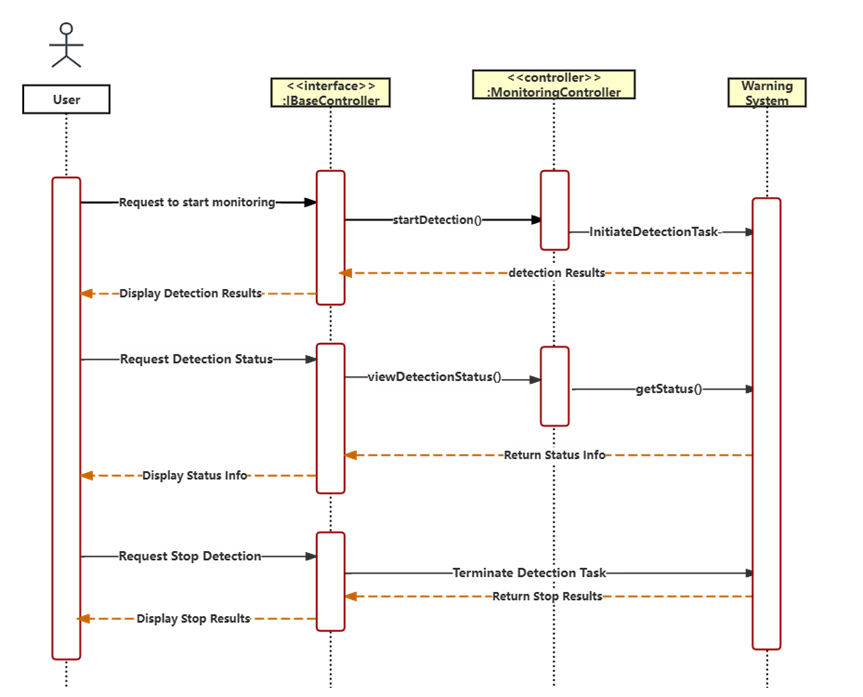 User
<<interface>>
:IBaseController
<<controller>>
:MonitoringController
Warning
System
Request to start monitoring
startDetection()
InitiateDetectionTask
detection Results
Display Detection Results
Request Detection Status
viewDetectionStatus()
getStatus()
Return Status Info
Display Status Info
Request Stop Detection
Terminate Detection Task
Return Stop Results
Display Stop Results